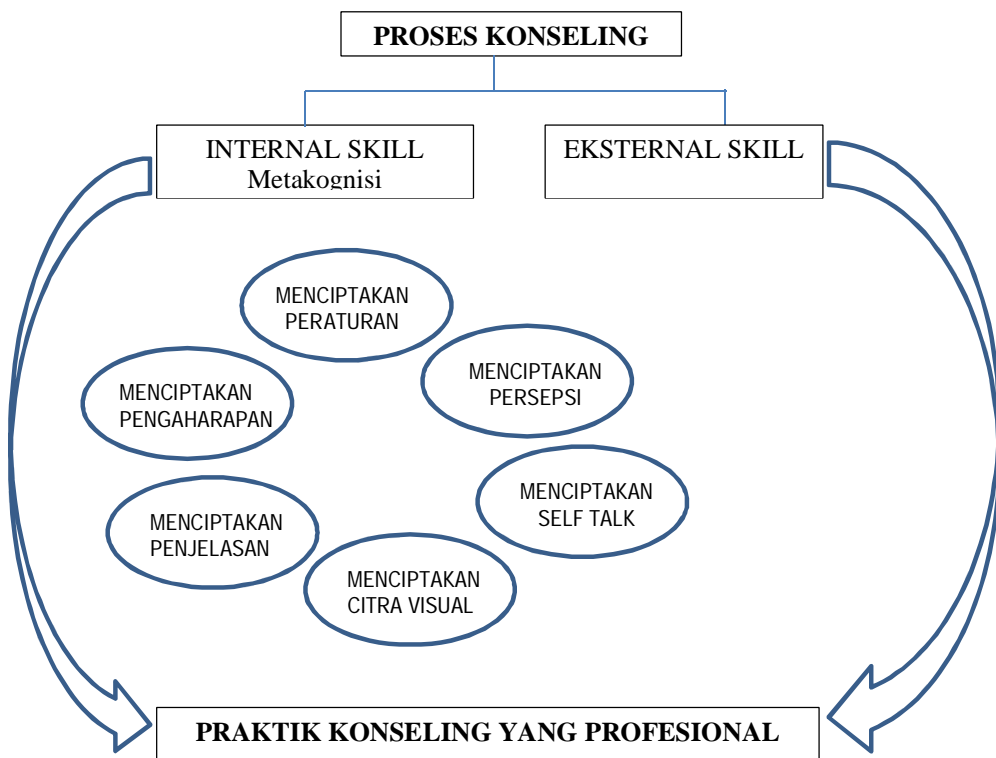 PROSES KONSELING
INTERNAL SKILL
Metakognisi
EKSTERNAL SKILL
MENCIPTAKAN
PERATURAN
MENCIPTAKAN
PERSEPSI
MENCIPTAKAN
PENGAHARAPAN
MENCIPTAKAN
SELF TALK
MENCIPTAKAN
PENJELASAN
MENCIPTAKAN
CITRA VISUAL
PRAKTIK KONSELING YANG PROFESIONAL